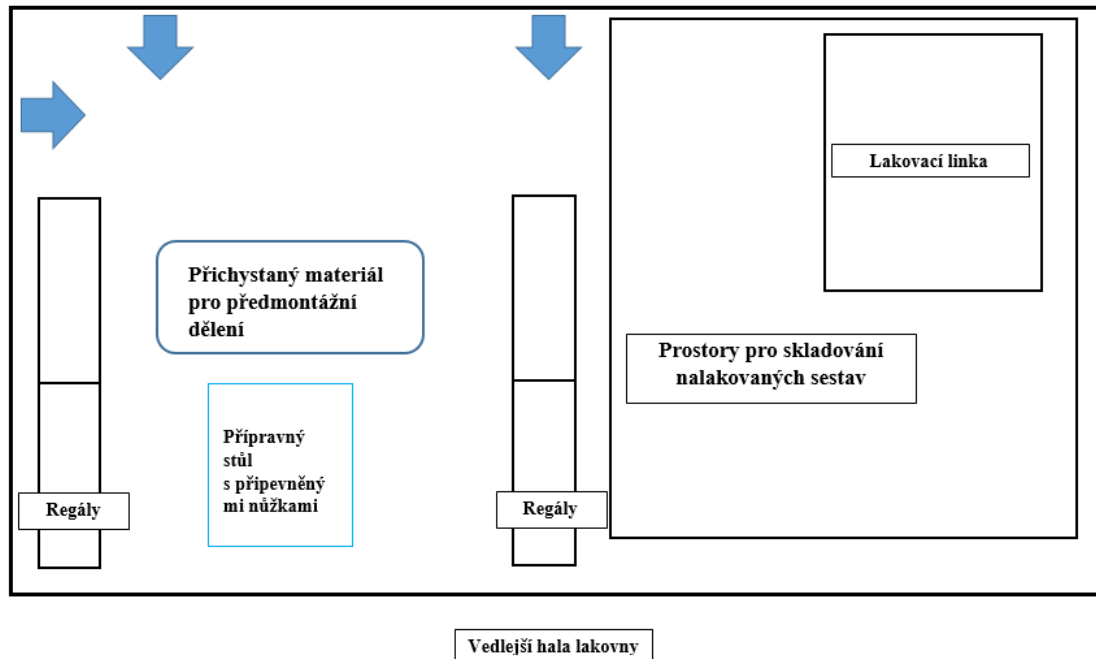 Lakovací linka
Přichystaný materiál
pro předmontážní
dělení
Prostory pro skladování
nalakovaných sestav
Přípravný
stůl
s připevněný
mi nůžkami
Regály
Regály
Vedlejší hala lakovny